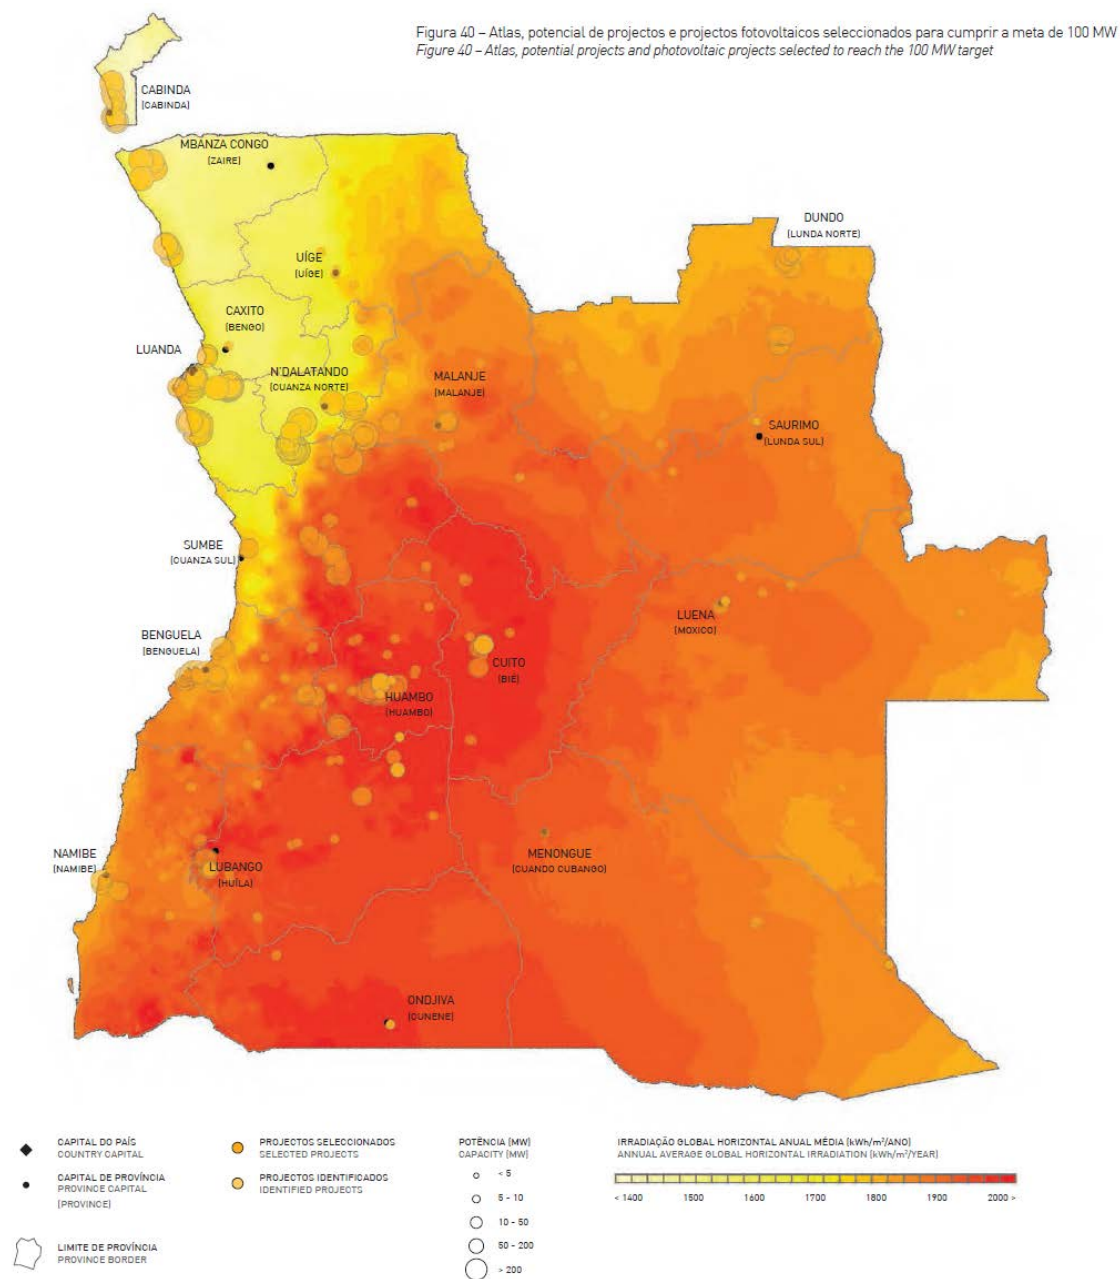 Figura 40 – Atlas, potencial de projectos e projectos fotovoltaicos seleccionados para cumprir a meta de 100 MW
Figure 40 – Atlas, potential projects and photovoltaic projects selected to reach the 100 MW target
CABINDA
(CABINDA)
MBANZA CONGO
(ZAIRE)
DUNDO
(LUNDA NORTE)
UÍGE
(UÍGE)
CAXITO
(BENGO)
LUANDA
N'DALATANDO
(CUANZA NORTE)
MALANJE
(MALANJE)
SAURIMO
(LUNDA SUL)
SUMBE
(CUANZA SUL)
LUENA
(MOXICO)
BENGUELA
(BENGUELA)
CUITO
(BIÉ)
HUAMBO
(HUAMBO)
NAMIBE
(NAMIBE)
LUBANGO
(HUÍLA)
MENONGUE
(CUANDO CUBANGO)
ONDJIVA
(CUNENE)
CAPITAL DO PAÍS
COUNTRY CAPITAL
CAPITAL DE PROVÍNCIA
PROVINCE CAPITAL
(PROVINCE)
LIMITE DE PROVÍNCIA
PROVINCE BORDER
PROJECTOS SELECCIONADOS
SELECTED PROJECTS
PROJECTOS IDENTIFICADOS
IDENTIFIED PROJECTS
POTÊNCIA (MW)
CAPACITY (MW)
< 5
5 - 10
10 - 50
50 - 200
> 200
IRRADIAÇÃO GLOBAL HORIZONTAL ANUAL MÉDIA (kWh/m²/ANO)
ANNUAL AVERAGE GLOBAL HORIZONTAL IRRADIATION (kWh/m²/YEAR)
< 1400 1500 1600 1700 1800 1900 2000 >